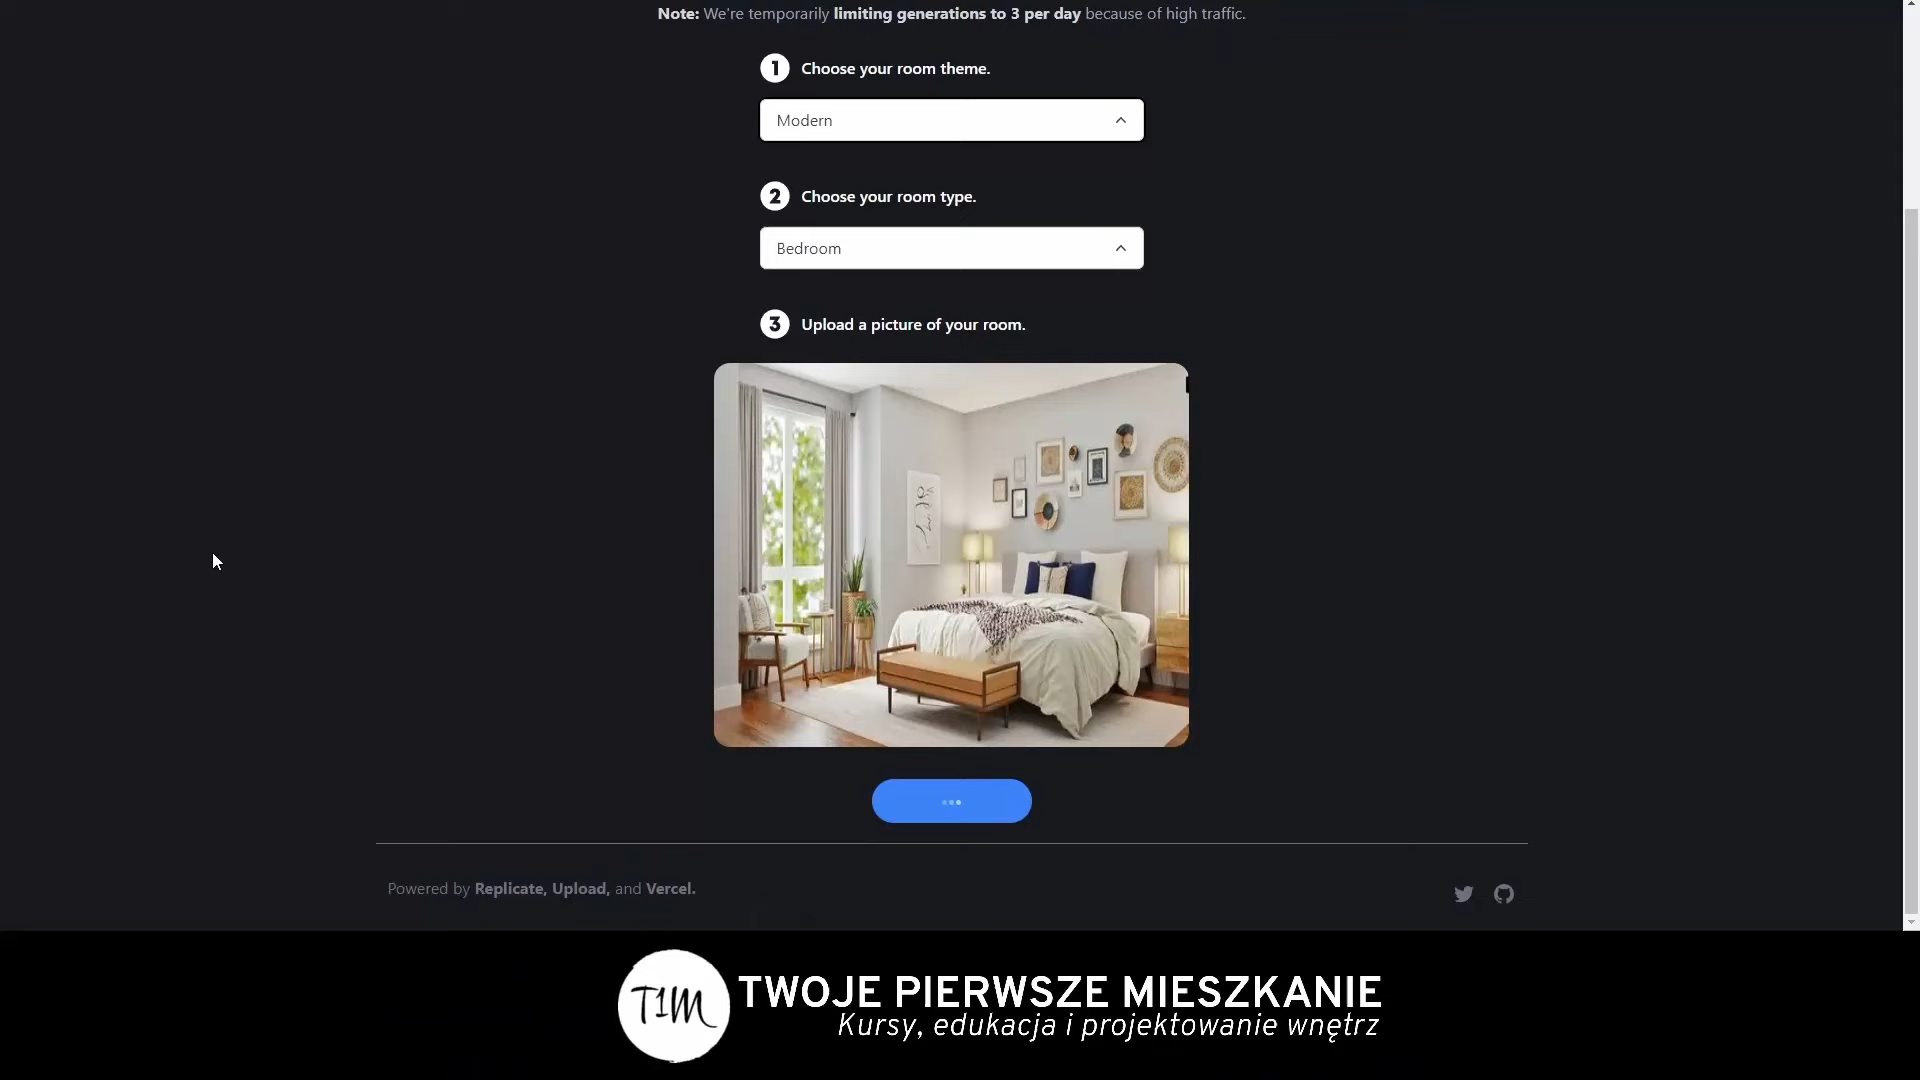 Note: We're temporarily limiting generations to 3 per day because of high traffic.
1 Choose your room theme.
Modern
2 Choose your room type.
Bedroom
3 Upload a picture of your room.
Powered by Replicate, Upload, and Vercel.
T1M
TWOJE PIERWSZE MIESZKANIE
Kursy, edukacja i projektowanie wnętrz